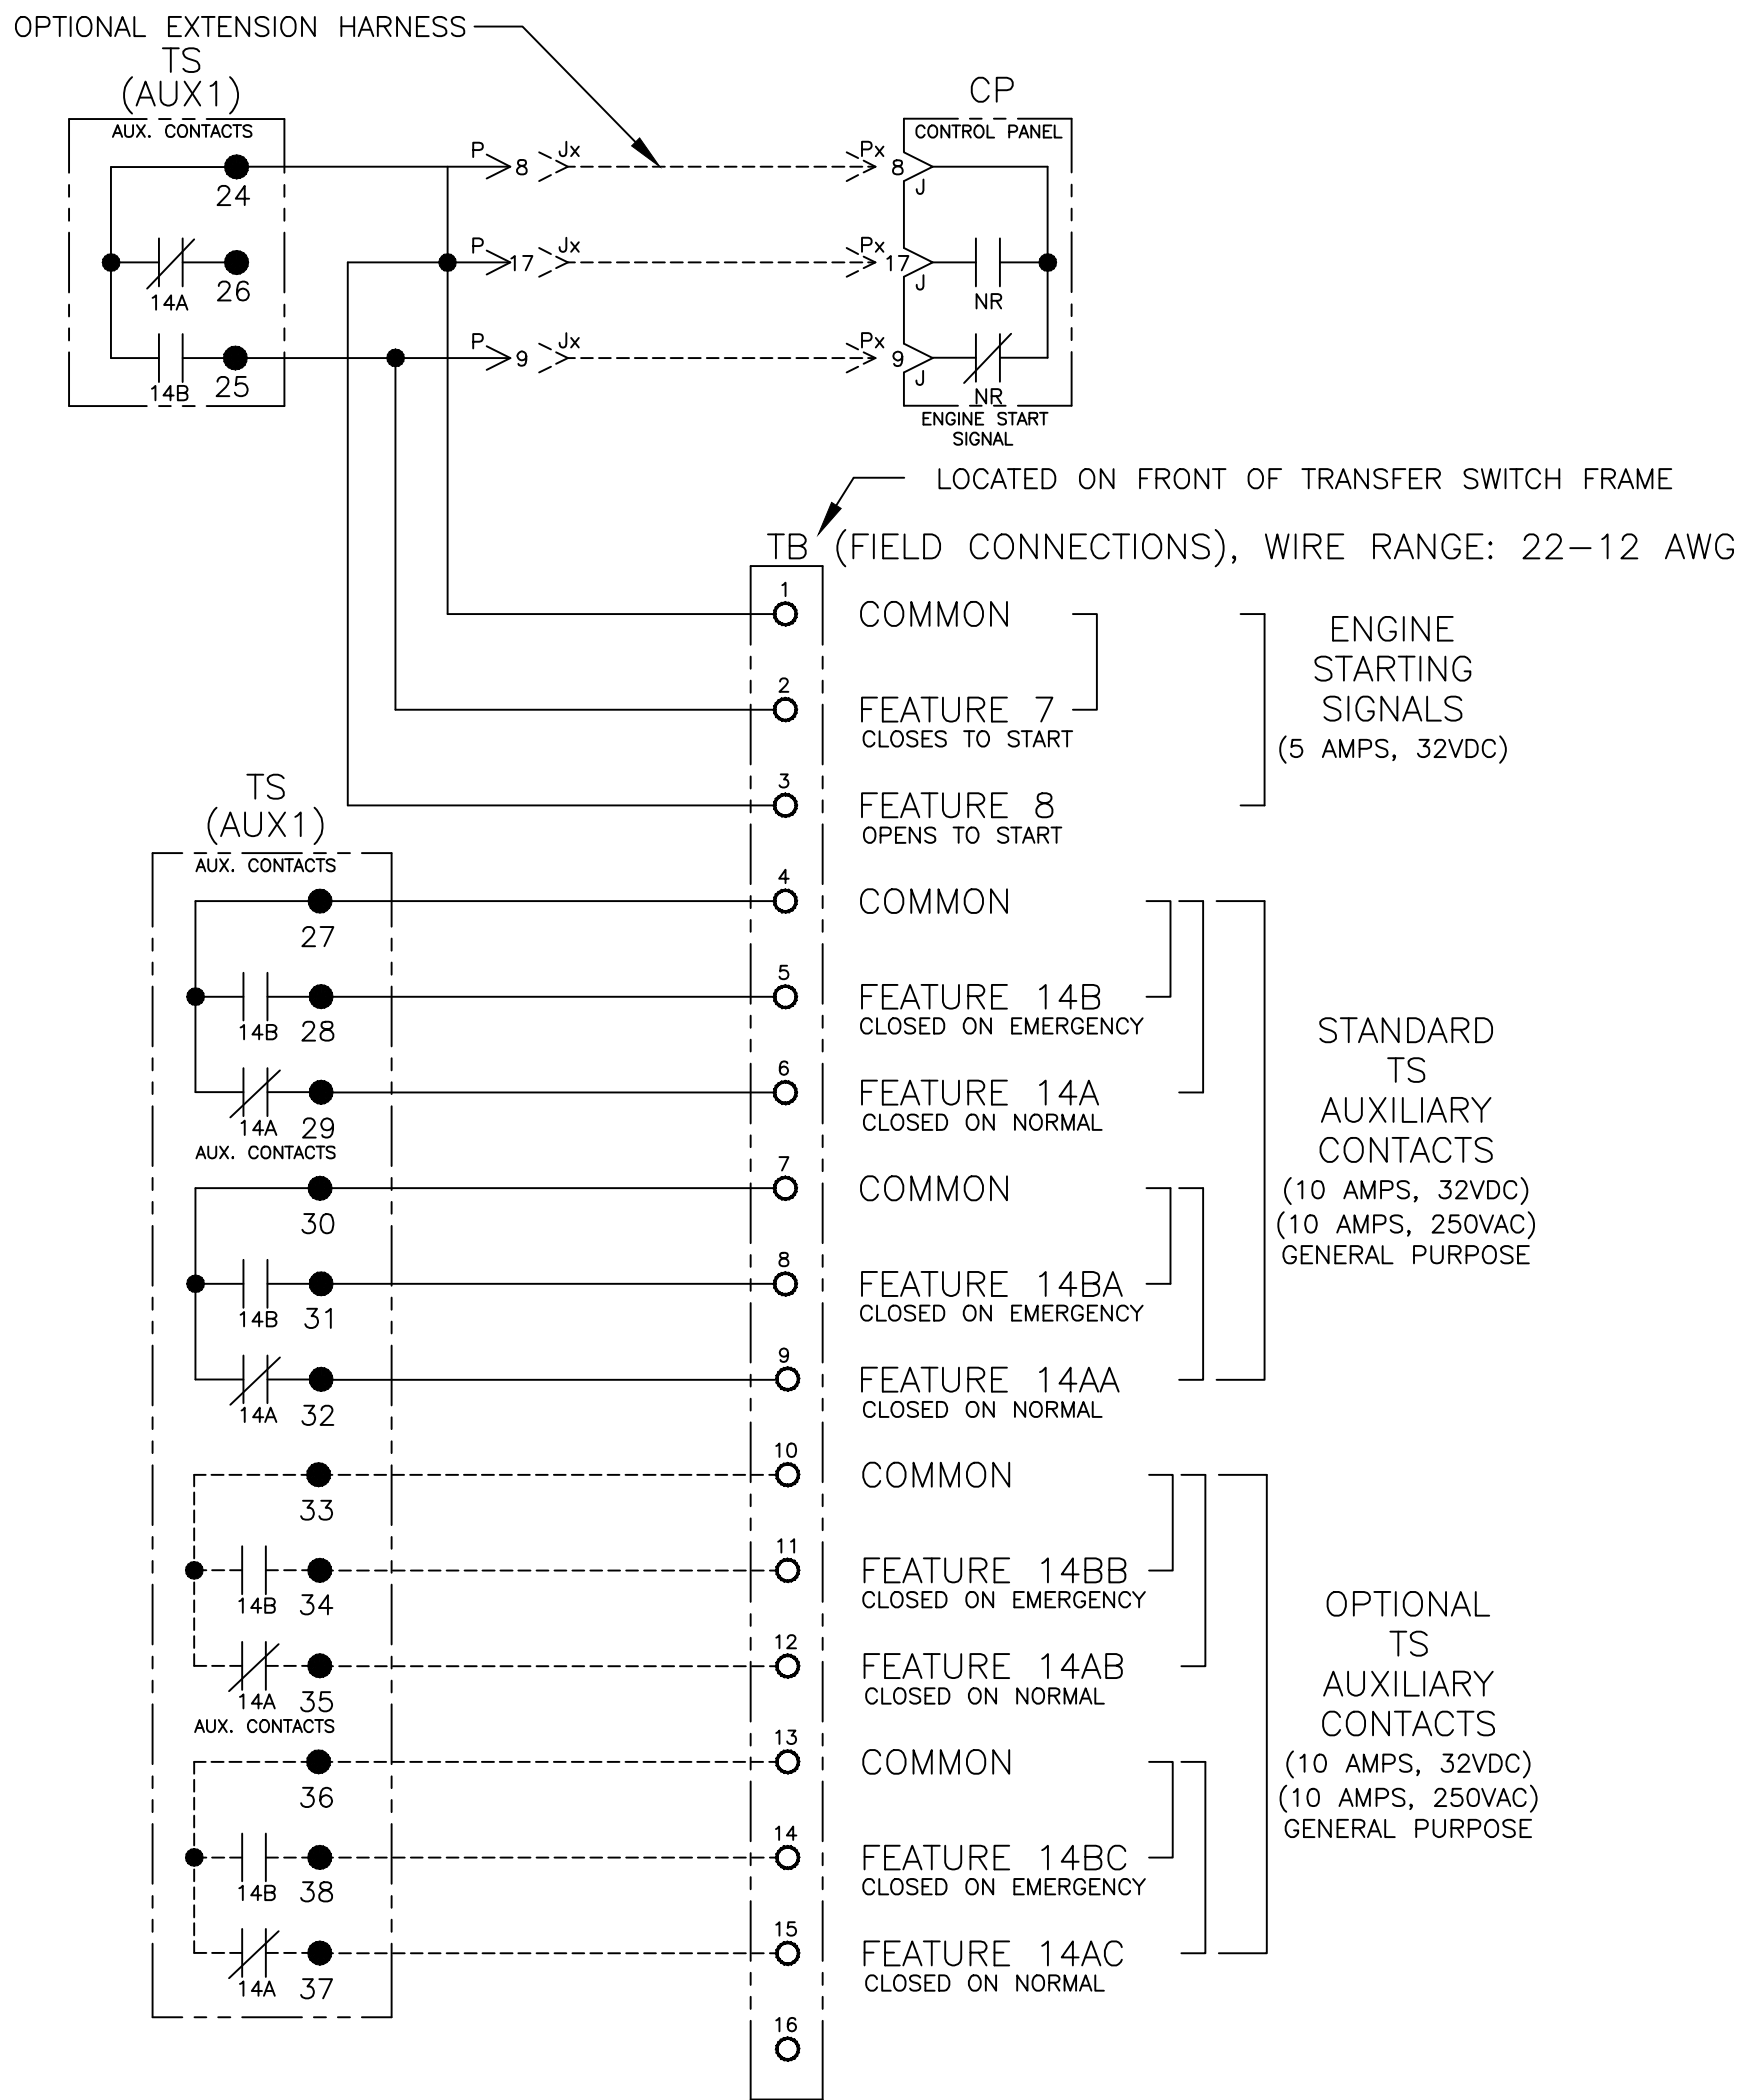 OPTIONAL EXTENSION HARNESS
TS
(AUX1)
AUX. CONTACTS
24
14A
26
14B
25
P
8
Jx
Px
8
J
P
17
Jx
Px
17
J
P
9
Jx
Px
9
J
CP
CONTROL PANEL
NR
NR
ENGINE START
SIGNAL
LOCATED ON FRONT OF TRANSFER SWITCH FRAME
TB (FIELD CONNECTIONS), WIRE RANGE: 22-12 AWG
1
COMMON
2
FEATURE 7
CLOSES TO START
3
FEATURE 8
OPENS TO START
ENGINE
STARTING
SIGNALS
(5 AMPS, 32VDC)
TS
(AUX1)
AUX. CONTACTS
27
14B
28
14A
29
AUX. CONTACTS
30
14B
31
14A
32
33
14B
34
14A
35
AUX. CONTACTS
36
14B
38
14A
37
4
COMMON
5
FEATURE 14B
CLOSED ON EMERGENCY
6
FEATURE 14A
CLOSED ON NORMAL
7
COMMON
8
FEATURE 14BA
CLOSED ON EMERGENCY
9
FEATURE 14AA
CLOSED ON NORMAL
STANDARD
TS
AUXILIARY
CONTACTS
(10 AMPS, 32VDC)
(10 AMPS, 250VAC)
GENERAL PURPOSE
10
COMMON
11
FEATURE 14BB
CLOSED ON EMERGENCY
12
FEATURE 14AB
CLOSED ON NORMAL
13
COMMON
14
FEATURE 14BC
CLOSED ON EMERGENCY
15
FEATURE 14AC
CLOSED ON NORMAL
16
OPTIONAL
TS
AUXILIARY
CONTACTS
(10 AMPS, 32VDC)
(10 AMPS, 250VAC)
GENERAL PURPOSE